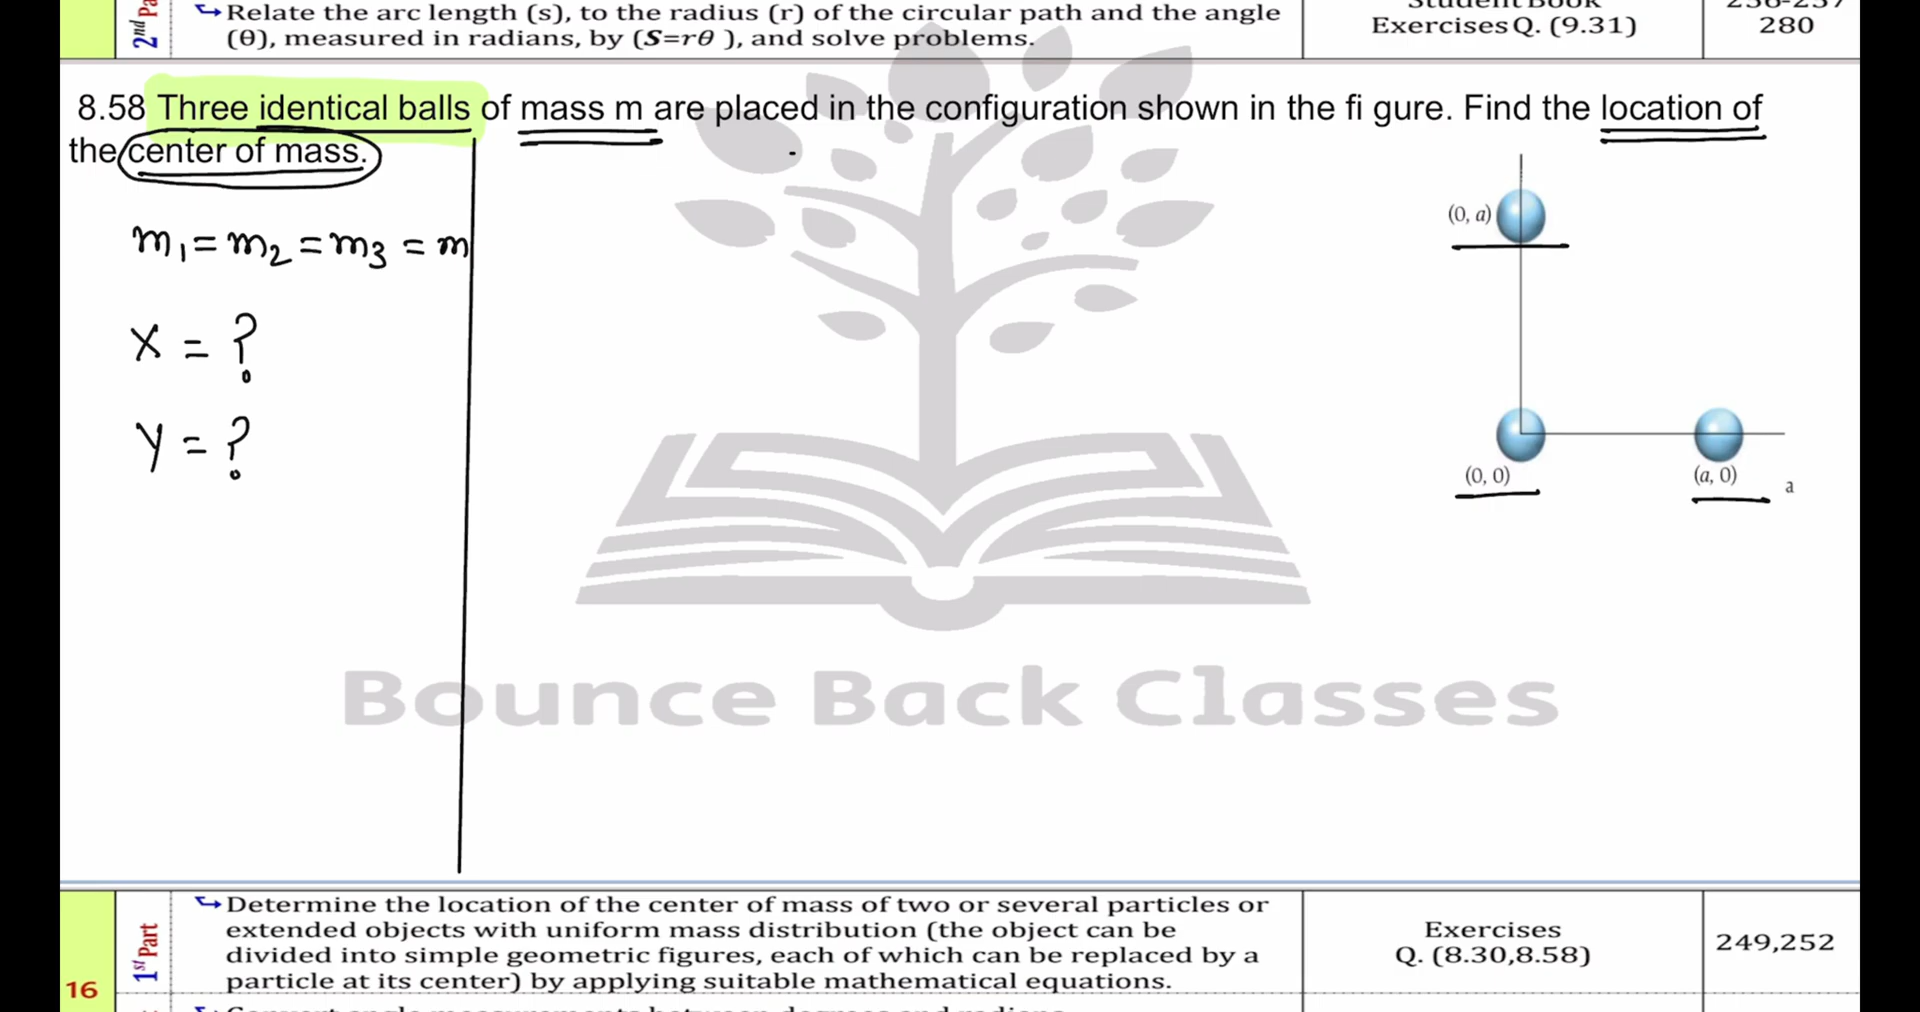 2nd Pa
↪ Relate the arc length (s), to the radius (r) of the circular path and the angle
(θ), measured in radians, by (S=rθ ), and solve problems.
Student Book
Exercises Q. (9.31)
280
8.58 Three identical balls of mass m are placed in the configuration shown in the fi gure. Find the location of
the center of mass.
m₁ = m₂ = m₃ = m
X = ?
Y = ?
(0, a)
(0, 0)
(a, 0)
a
Bounce Back Classes
16
1st Part
↪ Determine the location of the center of mass of two or several particles or
extended objects with uniform mass distribution (the object can be
divided into simple geometric figures, each of which can be replaced by a
particle at its center) by applying suitable mathematical equations.
Exercises
Q. (8.30,8.58)
249,252